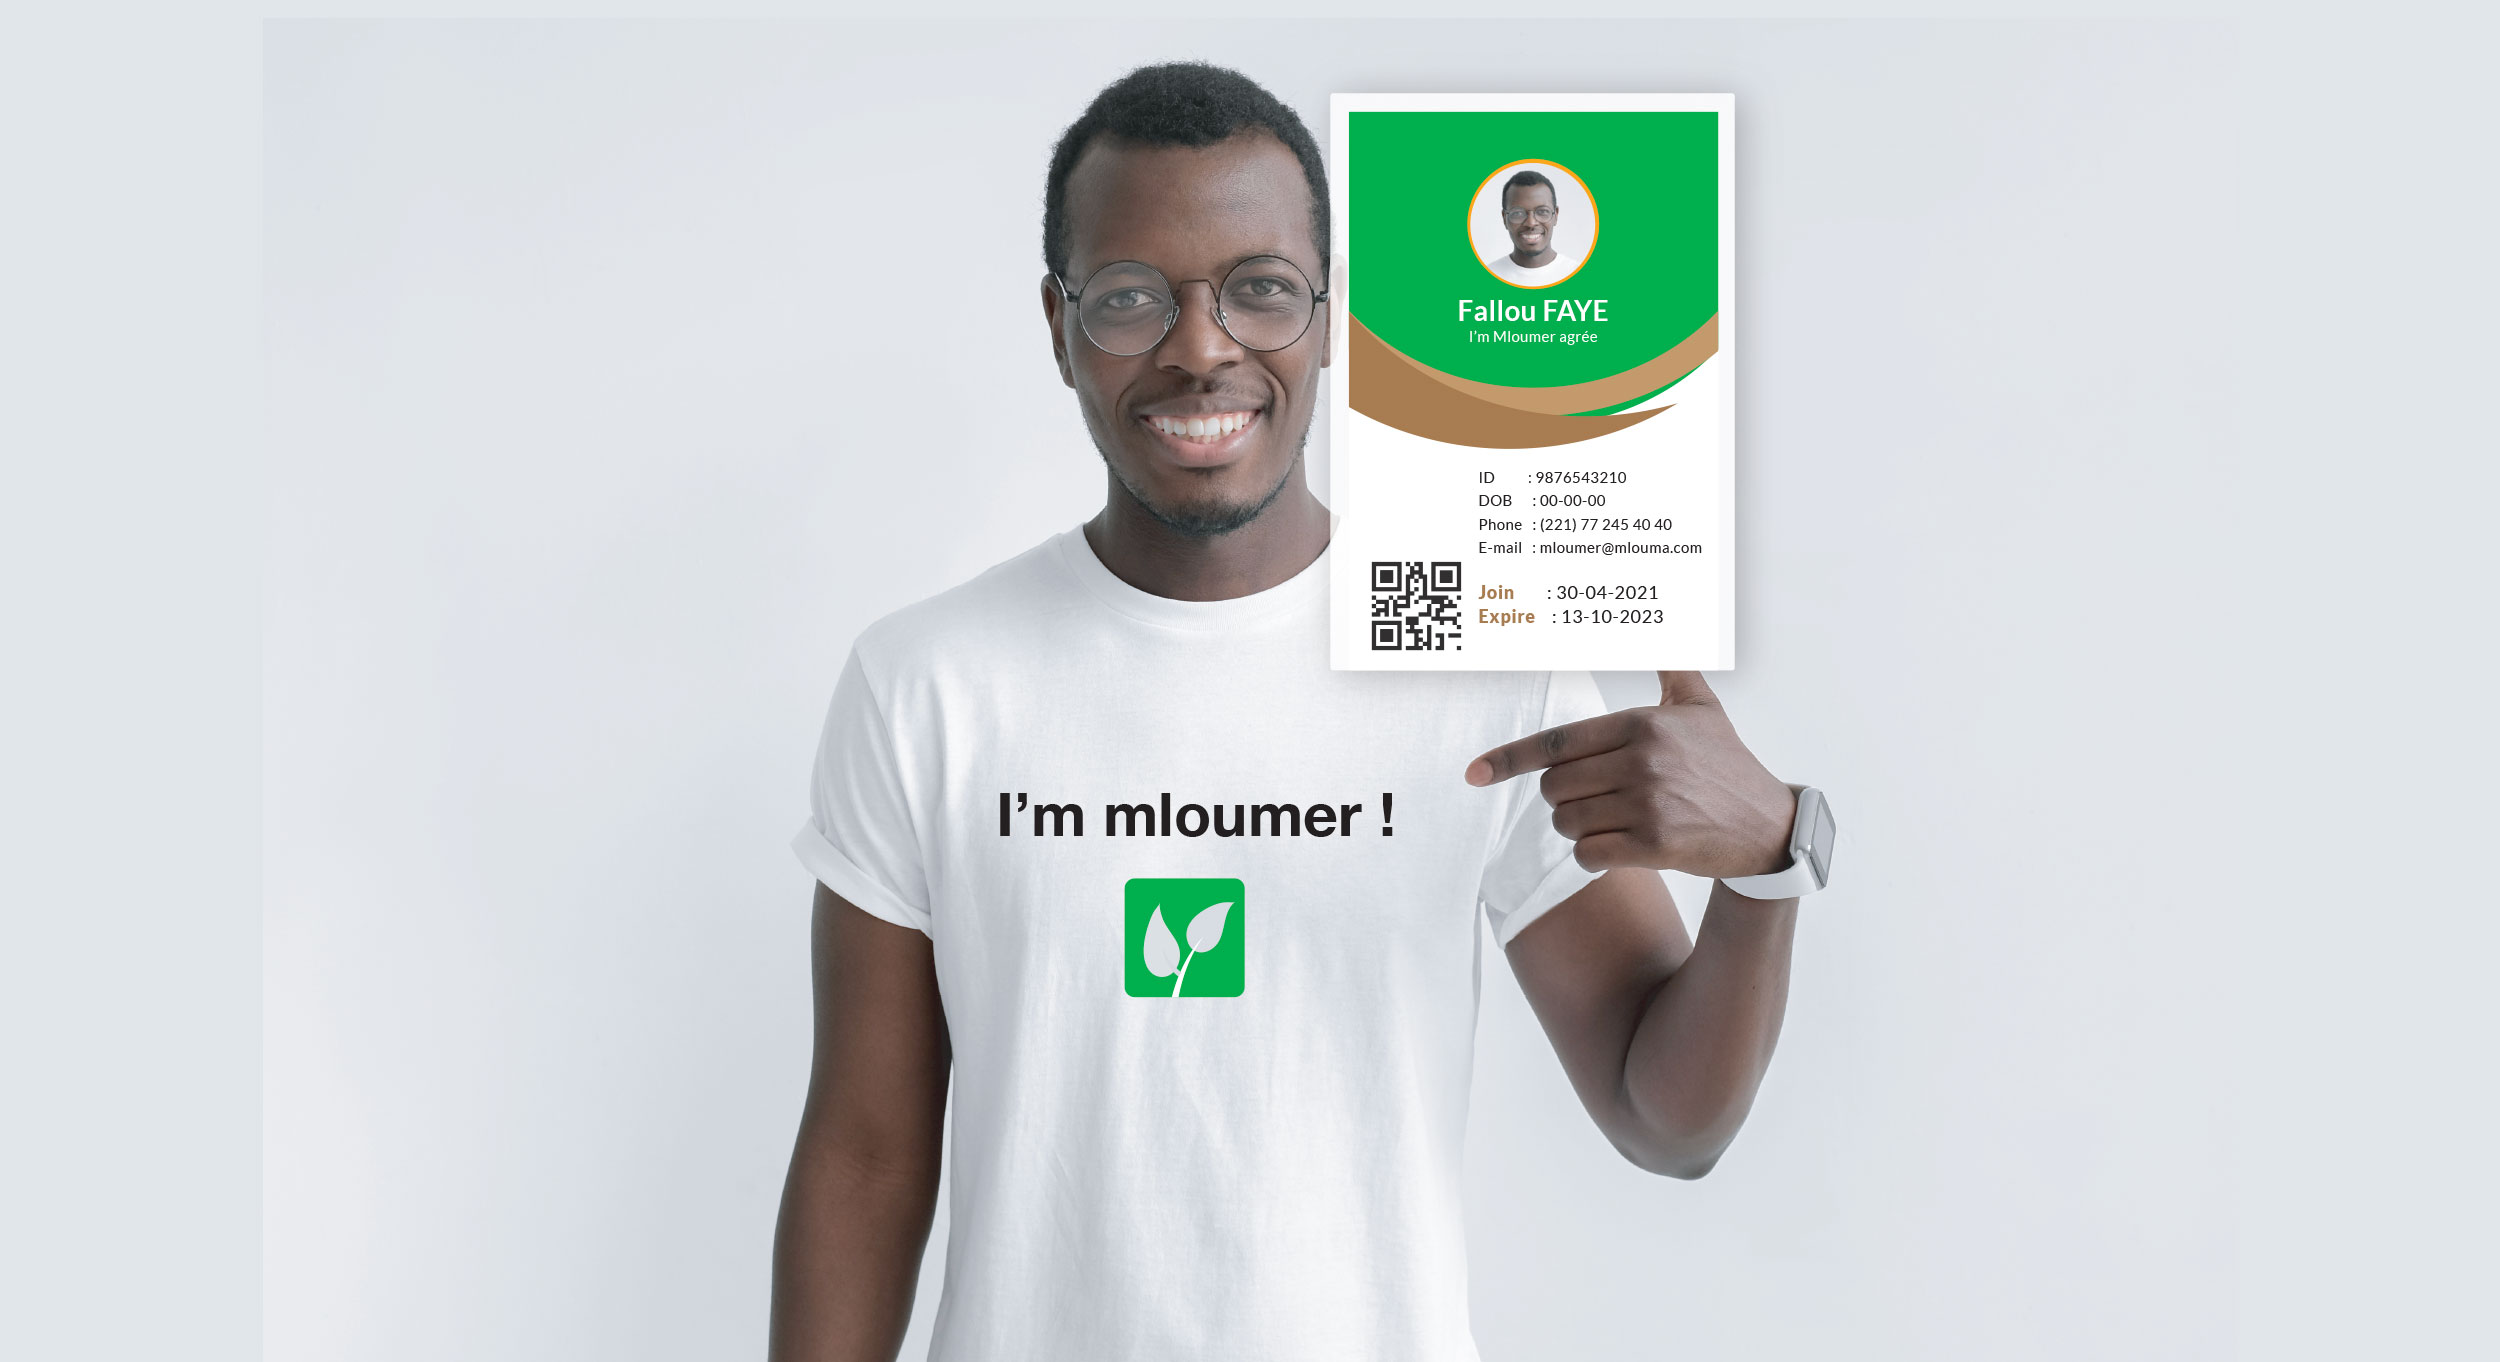 Fallou FAYE
I’m Mloumer agrée
ID : 9876543210
DOB : 00-00-00
Phone : (221) 77 245 40 40
E-mail : mloumer@mlouma.com
Join : 30-04-2021
Expire : 13-10-2023
I’m mloumer !